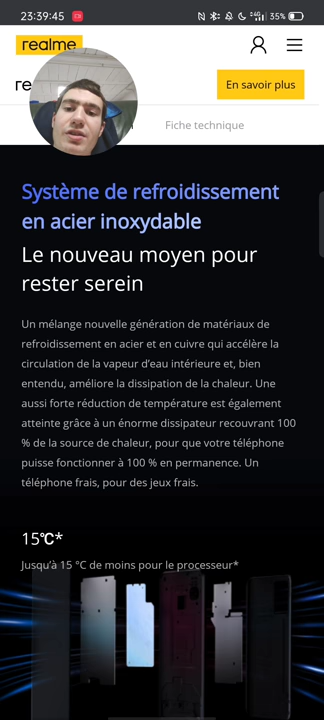 23:39:45
4G
35%
realme
re
En savoir plus
Fiche technique
Système de refroidissement
en acier inoxydable
Le nouveau moyen pour
rester serein
Un mélange nouvelle génération de matériaux de
refroidissement en acier et en cuivre qui accélère la
circulation de la vapeur d’eau intérieure et, bien
entendu, améliore la dissipation de la chaleur. Une
aussi forte réduction de température est également
atteinte grâce à un énorme dissipateur recouvrant 100
% de la source de chaleur, pour que votre téléphone
puisse fonctionner à 100 % en permanence. Un
téléphone frais, pour des jeux frais.
15℃*
Jusqu’à 15 °C de moins pour le processeur*